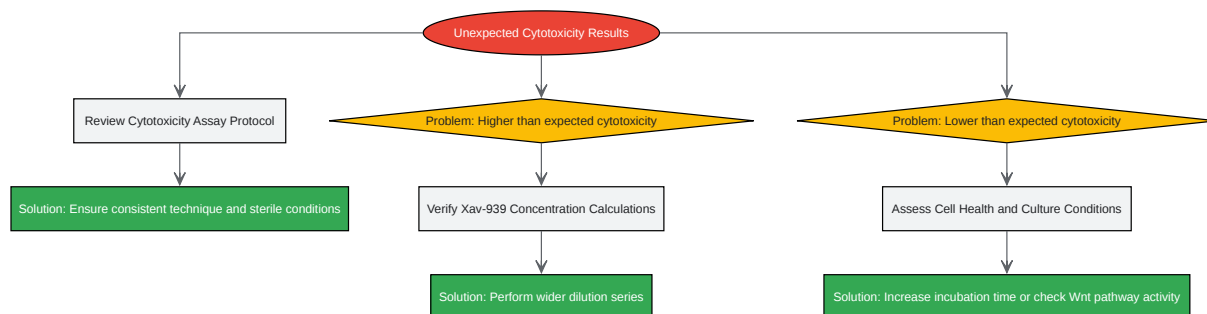 Unexpected Cytotoxicity Results
Review Cytotoxicity Assay Protocol
Problem: Higher than expected cytotoxicity
Problem: Lower than expected cytotoxicity
Solution: Ensure consistent technique and sterile conditions
Verify Xav-939 Concentration Calculations
Assess Cell Health and Culture Conditions
Solution: Perform wider dilution series
Solution: Increase incubation time or check Wnt pathway activity